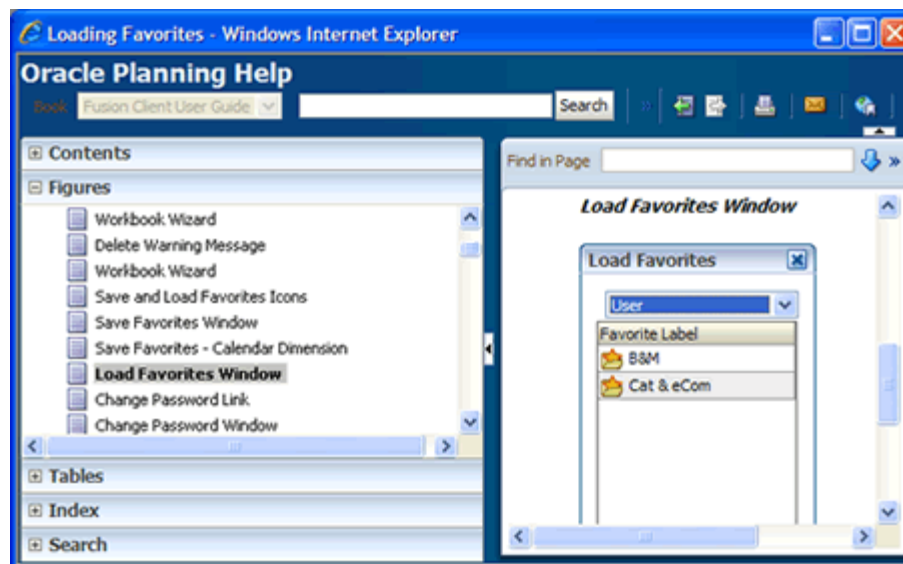 Loading Favorites - Windows Internet Explorer
Oracle Planning Help
Book Fusion Client User Guide Search
Contents
Figures
Workbook Wizard
Delete Warning Message
Workbook Wizard
Save and Load Favorites Icons
Save Favorites Window
Save Favorites - Calendar Dimension
Load Favorites Window
Change Password Link
Change Password Window
Tables
Index
Search
Find in Page
Load Favorites Window
Load Favorites
User
Favorite Label
B&M
Cat & eCom